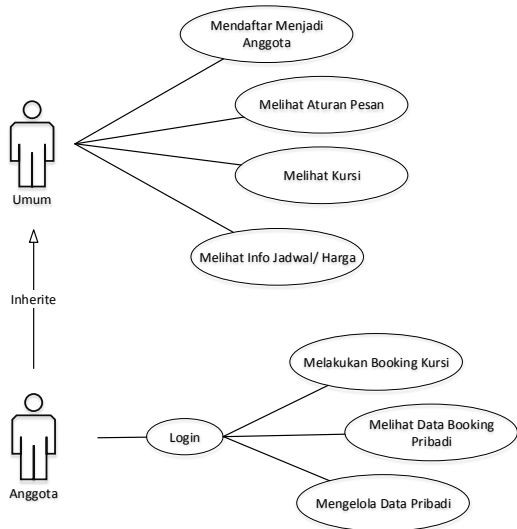 Mendaftar Menjadi
Anggota
Melihat Aturan Pesan
Melihat Kursi
Umum
Melihat Info Jadwal/ Harga
Inherite
Melakukan Booking Kursi
Melihat Data Booking
Pribadi
Login
Anggota
Mengelola Data Pribadi